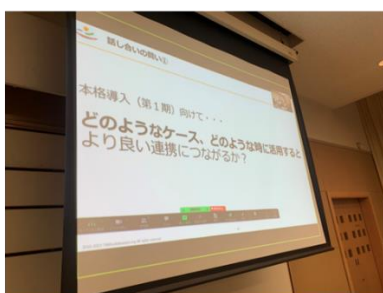 話し合いの問い①
本格導入（第1期）向けて・・・
どのようなケース、どのような時に活用すると
より良い連携につながるか？